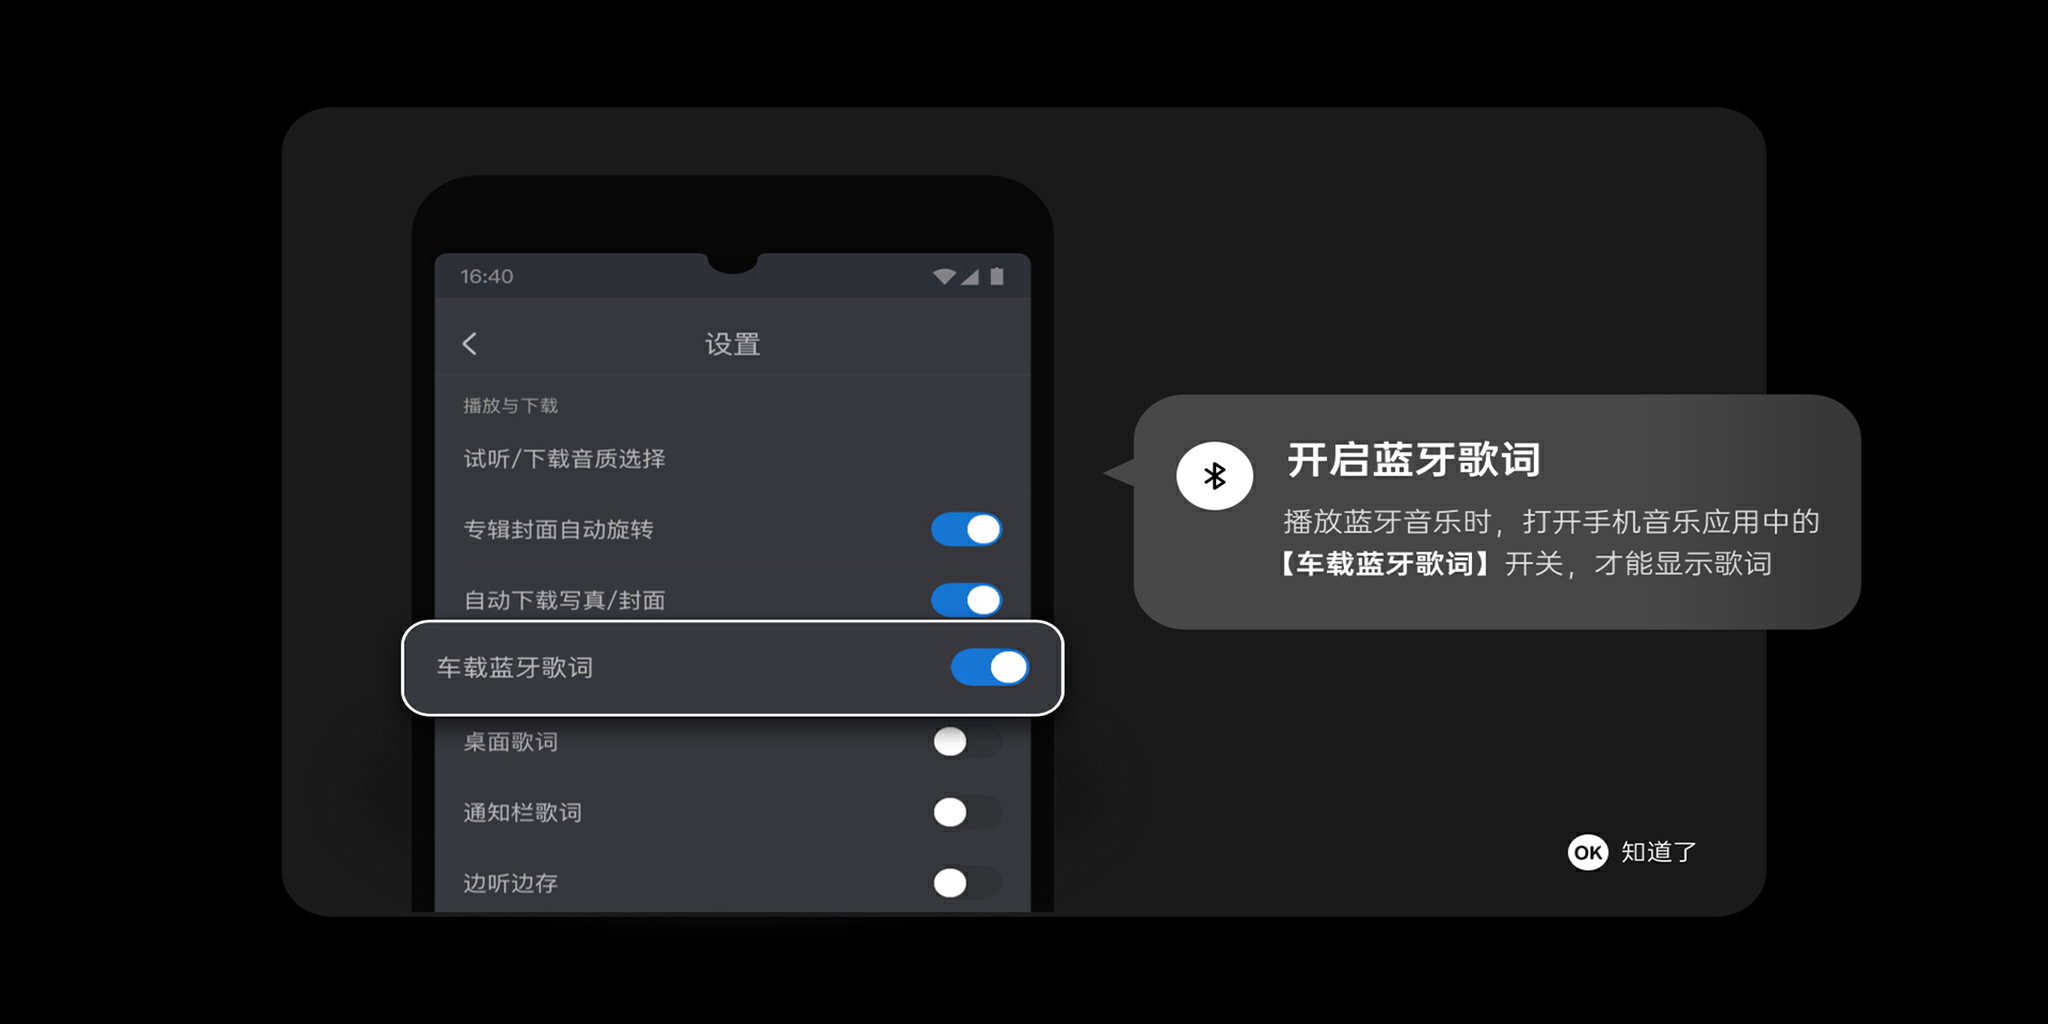 16:40
设置
播放与下载
试听/下载音质选择
专辑封面自动旋转
自动下载写真/封面
车载蓝牙歌词
桌面歌词
通知栏歌词
边听边存
开启蓝牙歌词
播放蓝牙音乐时，打开手机音乐应用中的
【车载蓝牙歌词】开关，才能显示歌词
OK 知道了